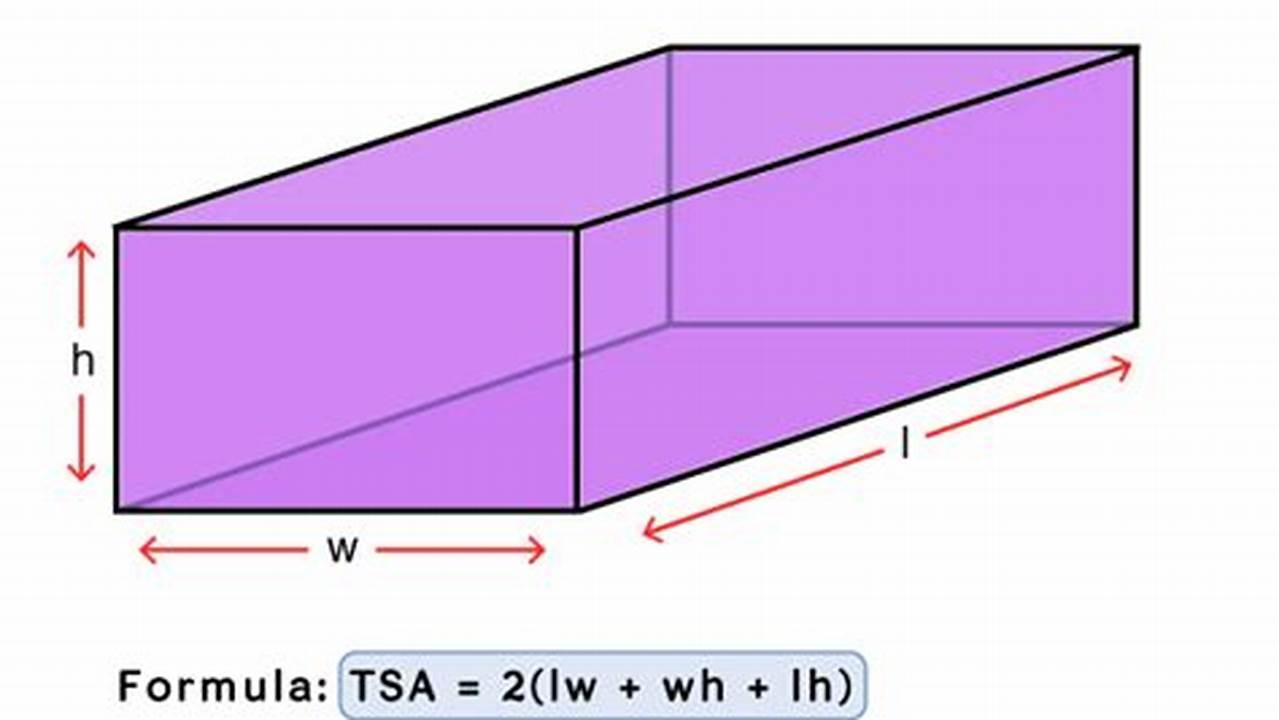 h
l
w
Formula: TSA = 2(lw + wh + lh)